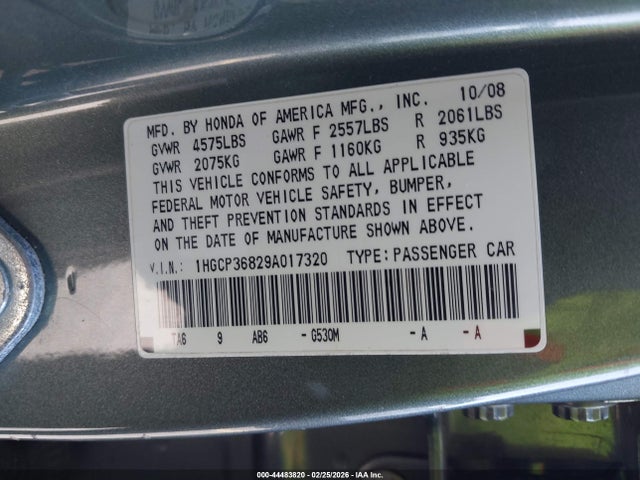 MFD. BY HONDA OF AMERICA MFG., INC. 10/08
GVWR 4575LBS GAWR F 2557LBS R 2061LBS
GVWR 2075KG GAWR F 1160KG R 935KG
THIS VEHICLE CONFORMS TO ALL APPLICABLE
FEDERAL MOTOR VEHICLE SAFETY, BUMPER,
AND THEFT PREVENTION STANDARDS IN EFFECT
ON THE DATE OF MANUFACTURE SHOWN ABOVE.
V.I.N.: 1HGCP36829A017320 TYPE: PASSENGER CAR
TA6 9 AB6 - G530M - A - A
000-44483820 02/25/2026 - IAA Inc.